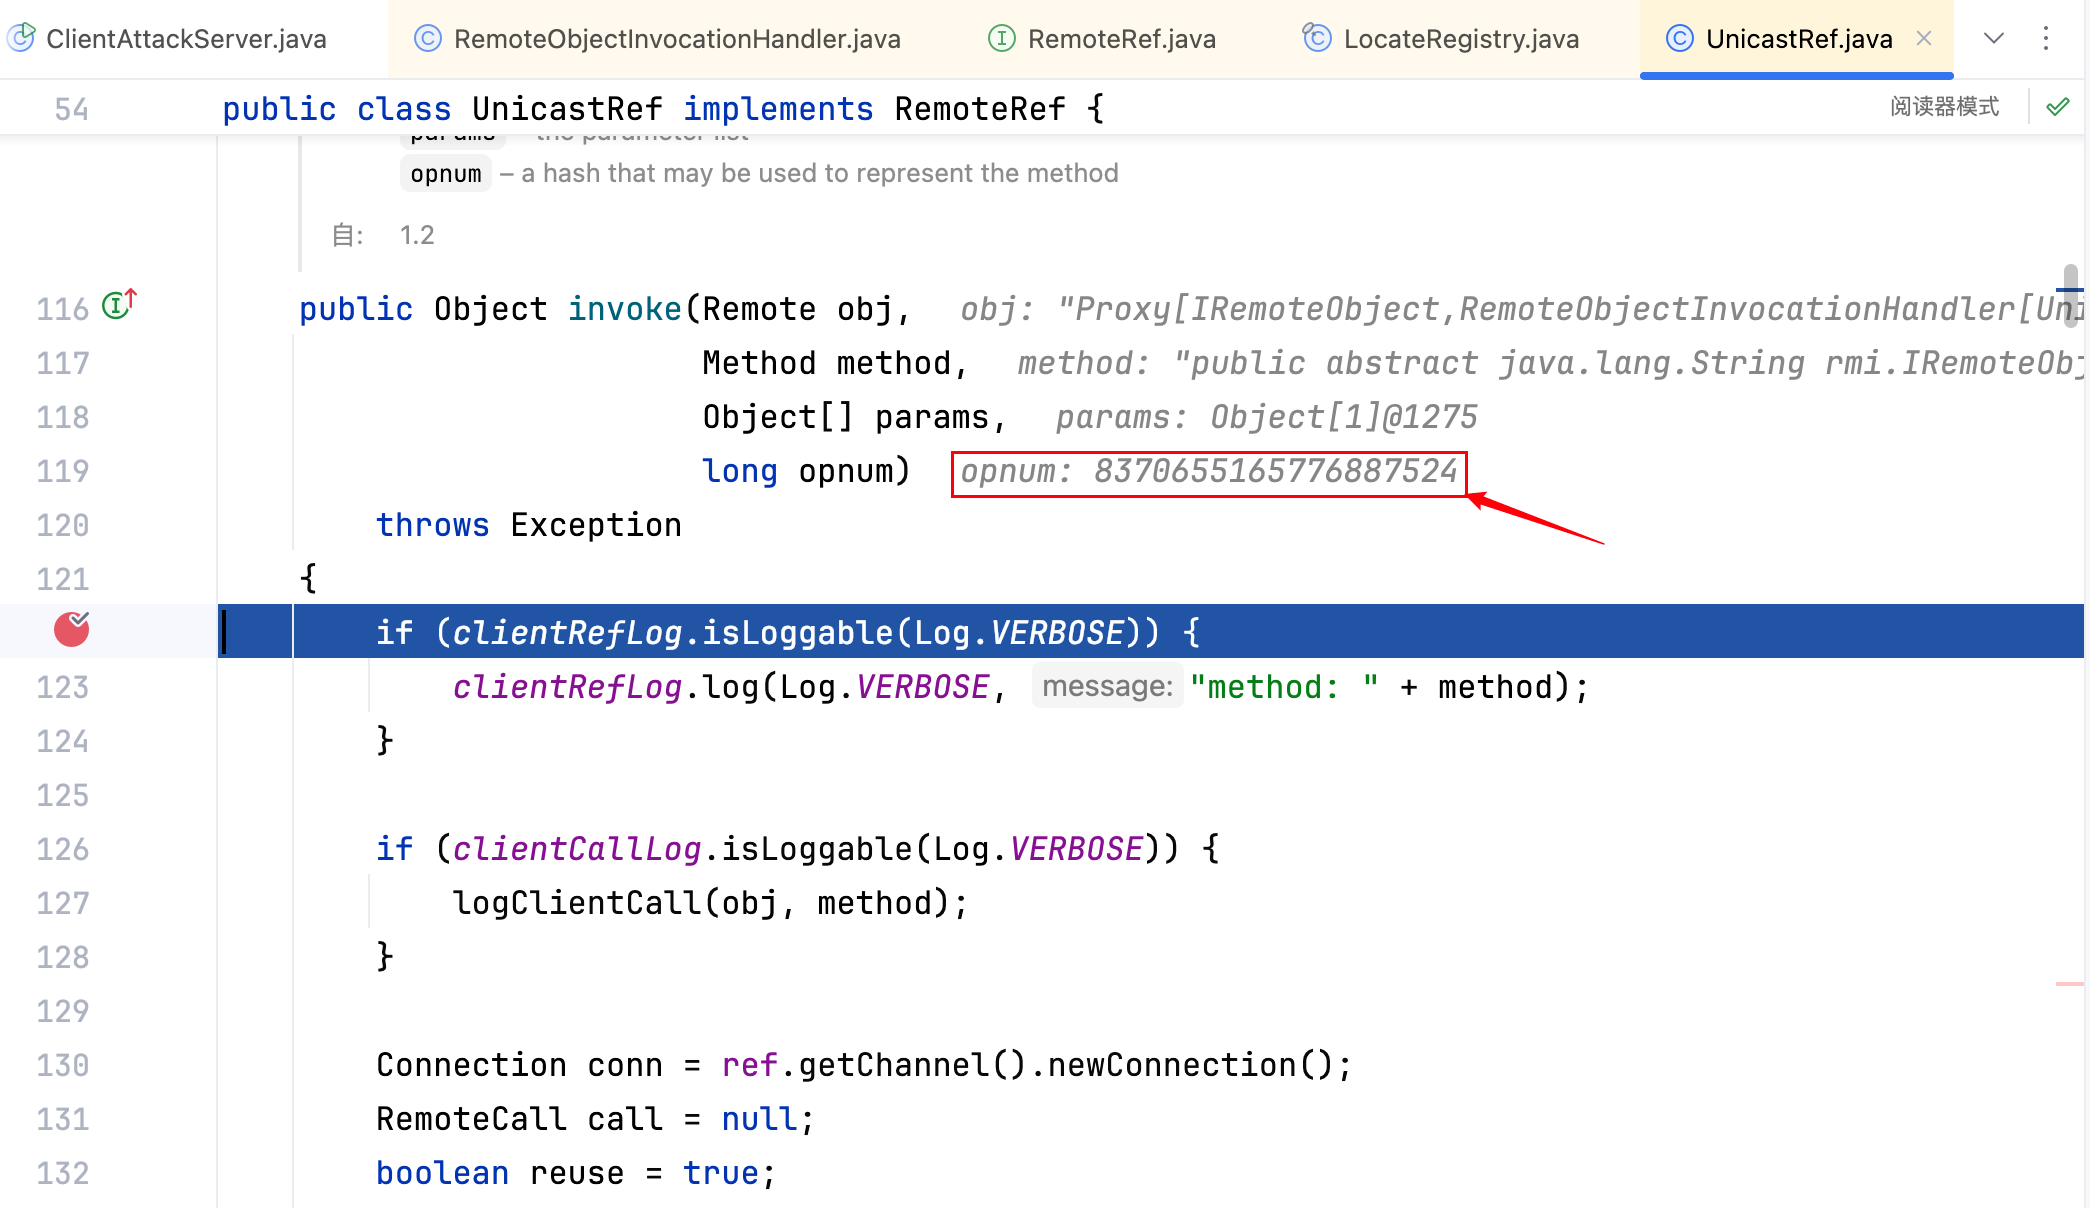 ClientAttackServer.java RemoteObjectInvocationHandler.java RemoteRef.java LocateRegistry.java UnicastRef.java
54 public class UnicastRef implements RemoteRef { 阅读器模式
params – the parameter list
opnum – a hash that may be used to represent the method
自: 1.2
116 public Object invoke(Remote obj, obj: "Proxy[IRemoteObject,RemoteObjectInvocationHandler[Uni
117 Method method, method: "public abstract java.lang.String rmi.IRemoteObj
118 Object[] params, params: Object[1]@1275
119 long opnum) opnum: 8370655165776887524
120 throws Exception
121 {
if (clientRefLog.isLoggable(Log.VERBOSE)) {
123 clientRefLog.log(Log.VERBOSE, message: "method: " + method);
124 }
125
126 if (clientCallLog.isLoggable(Log.VERBOSE)) {
127 logClientCall(obj, method);
128 }
129
130 Connection conn = ref.getChannel().newConnection();
131 RemoteCall call = null;
132 boolean reuse = true;